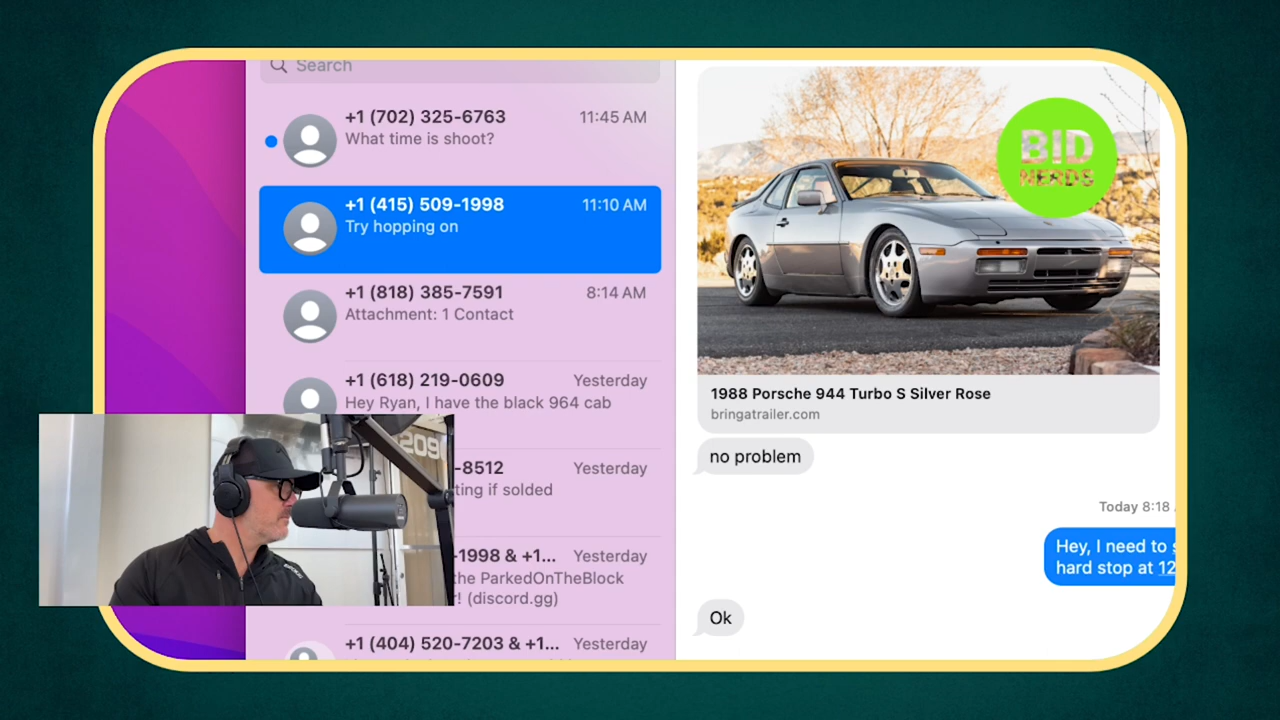 Search
+1 (702) 325-6763 11:45 AM
What time is shoot?
+1 (415) 509-1998 11:10 AM
Try hopping on
+1 (818) 385-7591 8:14 AM
Attachment: 1 Contact
+1 (618) 219-0609 Yesterday
Hey Ryan, I have the black 964 cab
-8512 Yesterday
ting if solded
-1998 & +1... Yesterday
the ParkedOnTheBlock
r! (discord.gg)
+1 (404) 520-7203 & +1... Yesterday
BID
NERDS
1988 Porsche 944 Turbo S Silver Rose
bringatrailer.com
no problem
Today 8:18
Hey, I need to
hard stop at 12
Ok
209